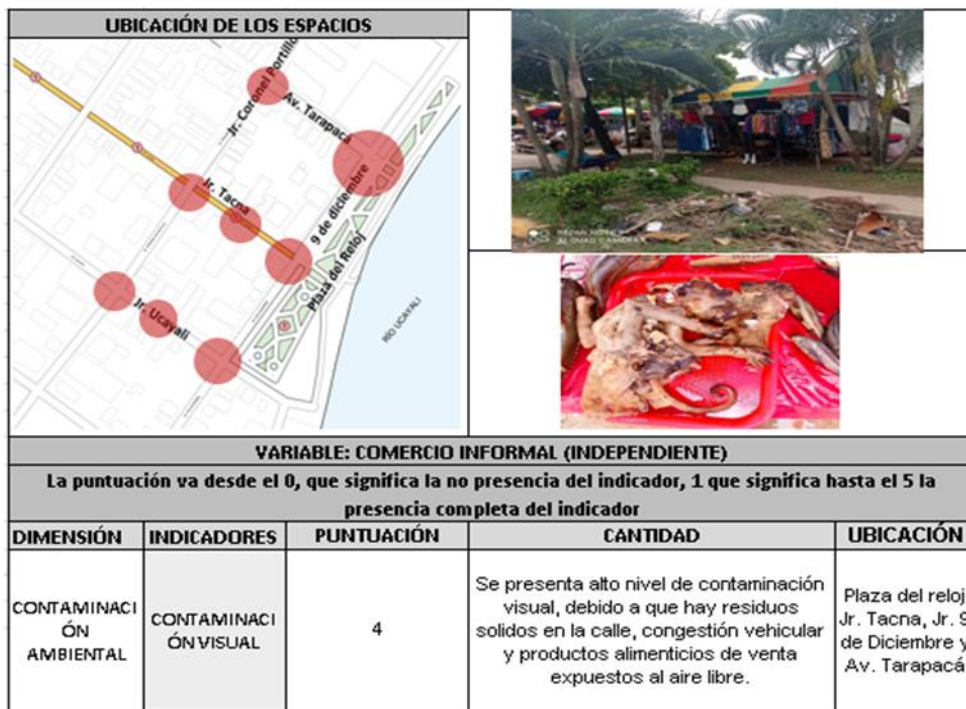 UBICACIÓN DE LOS ESPACIOS
Jr. Coronel Portillo
Av. Tarapacá
Jr. Tacna
9 de diciembre
Plaza del Reloj
Jr. Ucayali
RÍO UCAYALI
VARIABLE: COMERCIO INFORMAL (INDEPENDIENTE)
La puntuación va desde el 0, que significa la no presencia del indicador, 1 que significa hasta el 5 la
presencia completa del indicador
DIMENSIÓN
INDICADORES
PUNTUACIÓN
CANTIDAD
UBICACIÓN
CONTAMINACI
ÓN
AMBIENTAL
CONTAMINACI
ÓN VISUAL
4
Se presenta alto nivel de contaminación
visual, debido a que hay residuos
solidos en la calle, congestión vehicular
y productos alimenticios de venta
expuestos al aire libre.
Plaza del reloj
Jr. Tacna, Jr. 9
de Diciembre y
Av. Tarapacá